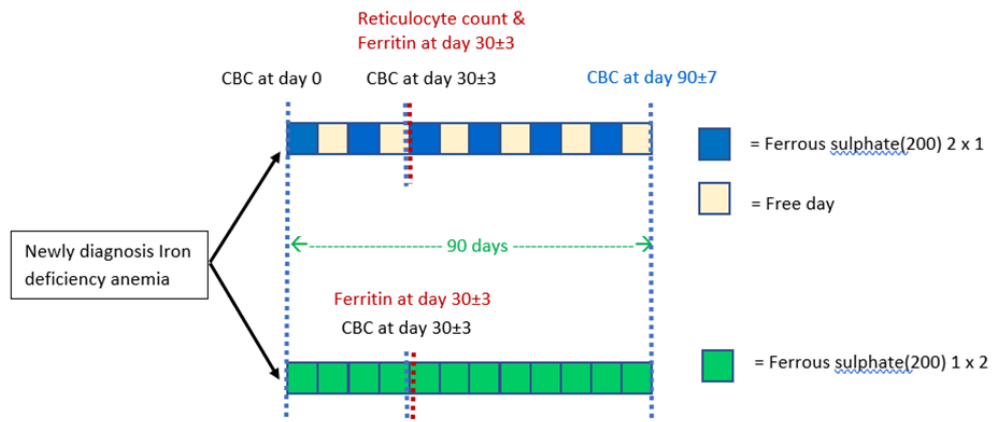 Reticulocyte count &
Ferritin at day 30±3
CBC at day 0
CBC at day 30±3
CBC at day 90±7
= Ferrous sulphate(200) 2 x 1
= Free day
90 days
Newly diagnosis Iron
deficiency anemia
Ferritin at day 30±3
CBC at day 30±3
= Ferrous sulphate(200) 1 x 2